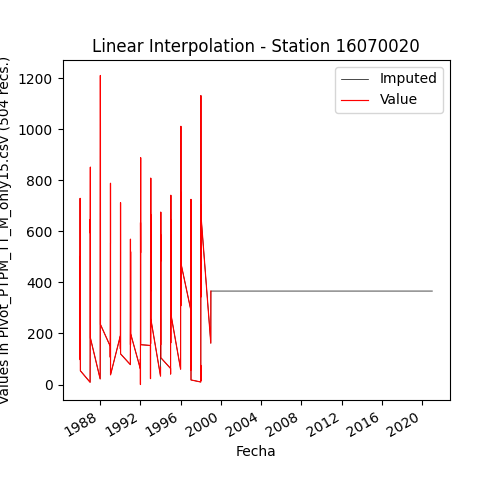 Linear Interpolation - Station 16070020
Imputed
Value
Values in Pivot_PTPM_TT_M_only15.csv (504 recs.)
1200
1000
800
600
400
200
0
1988 1992 1996 2000 2004 2008 2012 2016 2020
Fecha